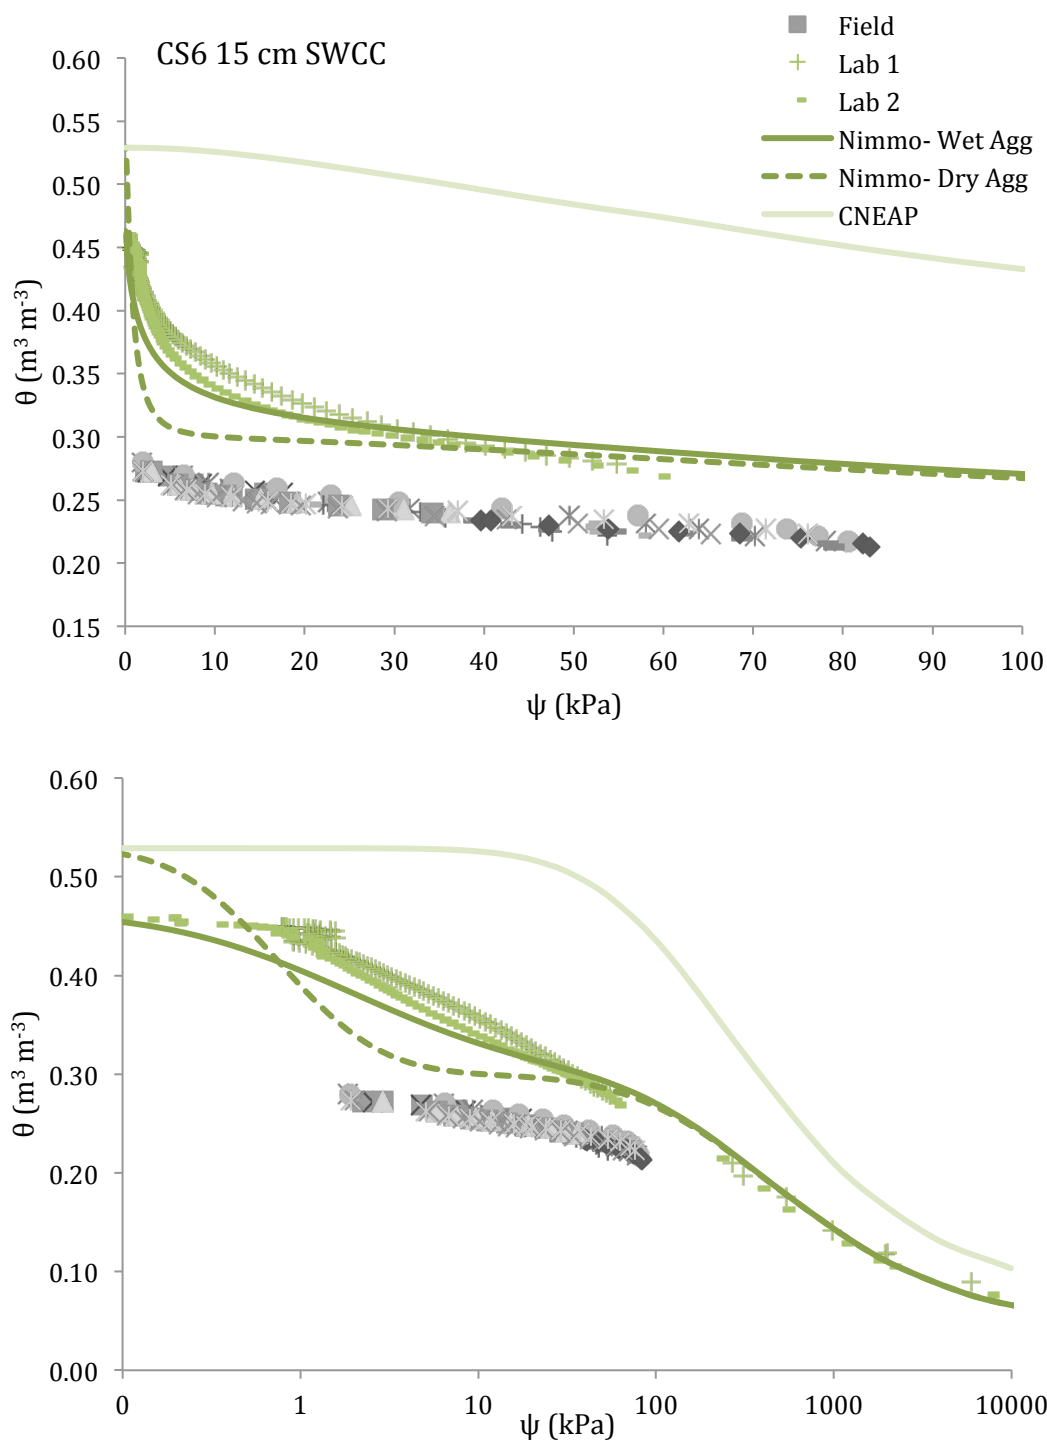 CS6 15 cm SWCC
Field
Lab 1
Lab 2
Nimmo- Wet Agg
Nimmo- Dry Agg
CNEAP
0.60
0.55
0.50
0.45
0.40
0.35
0.30
0.25
0.20
0.15
θ (m³ m⁻³)
0 10 20 30 40 50 60 70 80 90 100
ψ (kPa)
0.60
0.50
0.40
0.30
0.20
0.10
0.00
θ (m³ m⁻³)
0 1 10 100 1000 10000
ψ (kPa)